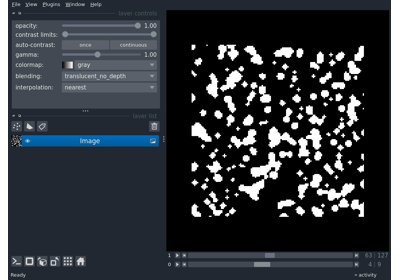 File View Plugins Window Help
layer controls
opacity: 1.00
contrast limits:
auto-contrast: once continuous
gamma: 1.00
colormap: gray
blending: translucent_no_depth
interpolation: nearest
layer list
Image
1 63 127
0 4 9
Ready
activity